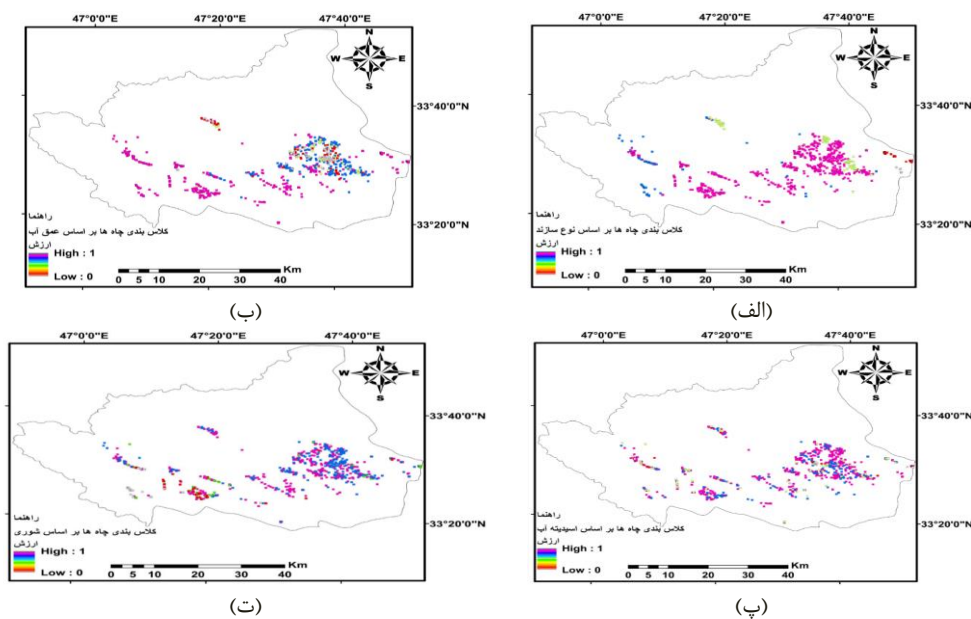 47°0'0"E 47°20'0"E 47°40'0"E
N
W E
S
33°40'0"N
33°20'0"N
راهنما
کلاس بندی چاه ها بر اساس نوع سازند
ارزش
High : 1
Low : 0
0 5 10 20 30 40 Km
(الف)
47°0'0"E 47°20'0"E 47°40'0"E
N
W E
S
33°40'0"N
33°20'0"N
راهنما
کلاس بندی چاه ها بر اساس عمق آب
ارزش
High : 1
Low : 0
0 5 10 20 30 40 Km
(ب)
47°0'0"E 47°20'0"E 47°40'0"E
N
W E
S
33°40'0"N
33°20'0"N
راهنما
کلاس بندی چاه ها بر اساس اسیدیته آب
ارزش
High : 1
Low : 0
0 5 10 20 30 40 Km
(پ)
47°0'0"E 47°20'0"E 47°40'0"E
N
W E
S
33°40'0"N
33°20'0"N
راهنما
کلاس بندی چاه ها بر اساس شوری
ارزش
High : 1
Low : 0
0 5 10 20 30 40 Km
(ت)